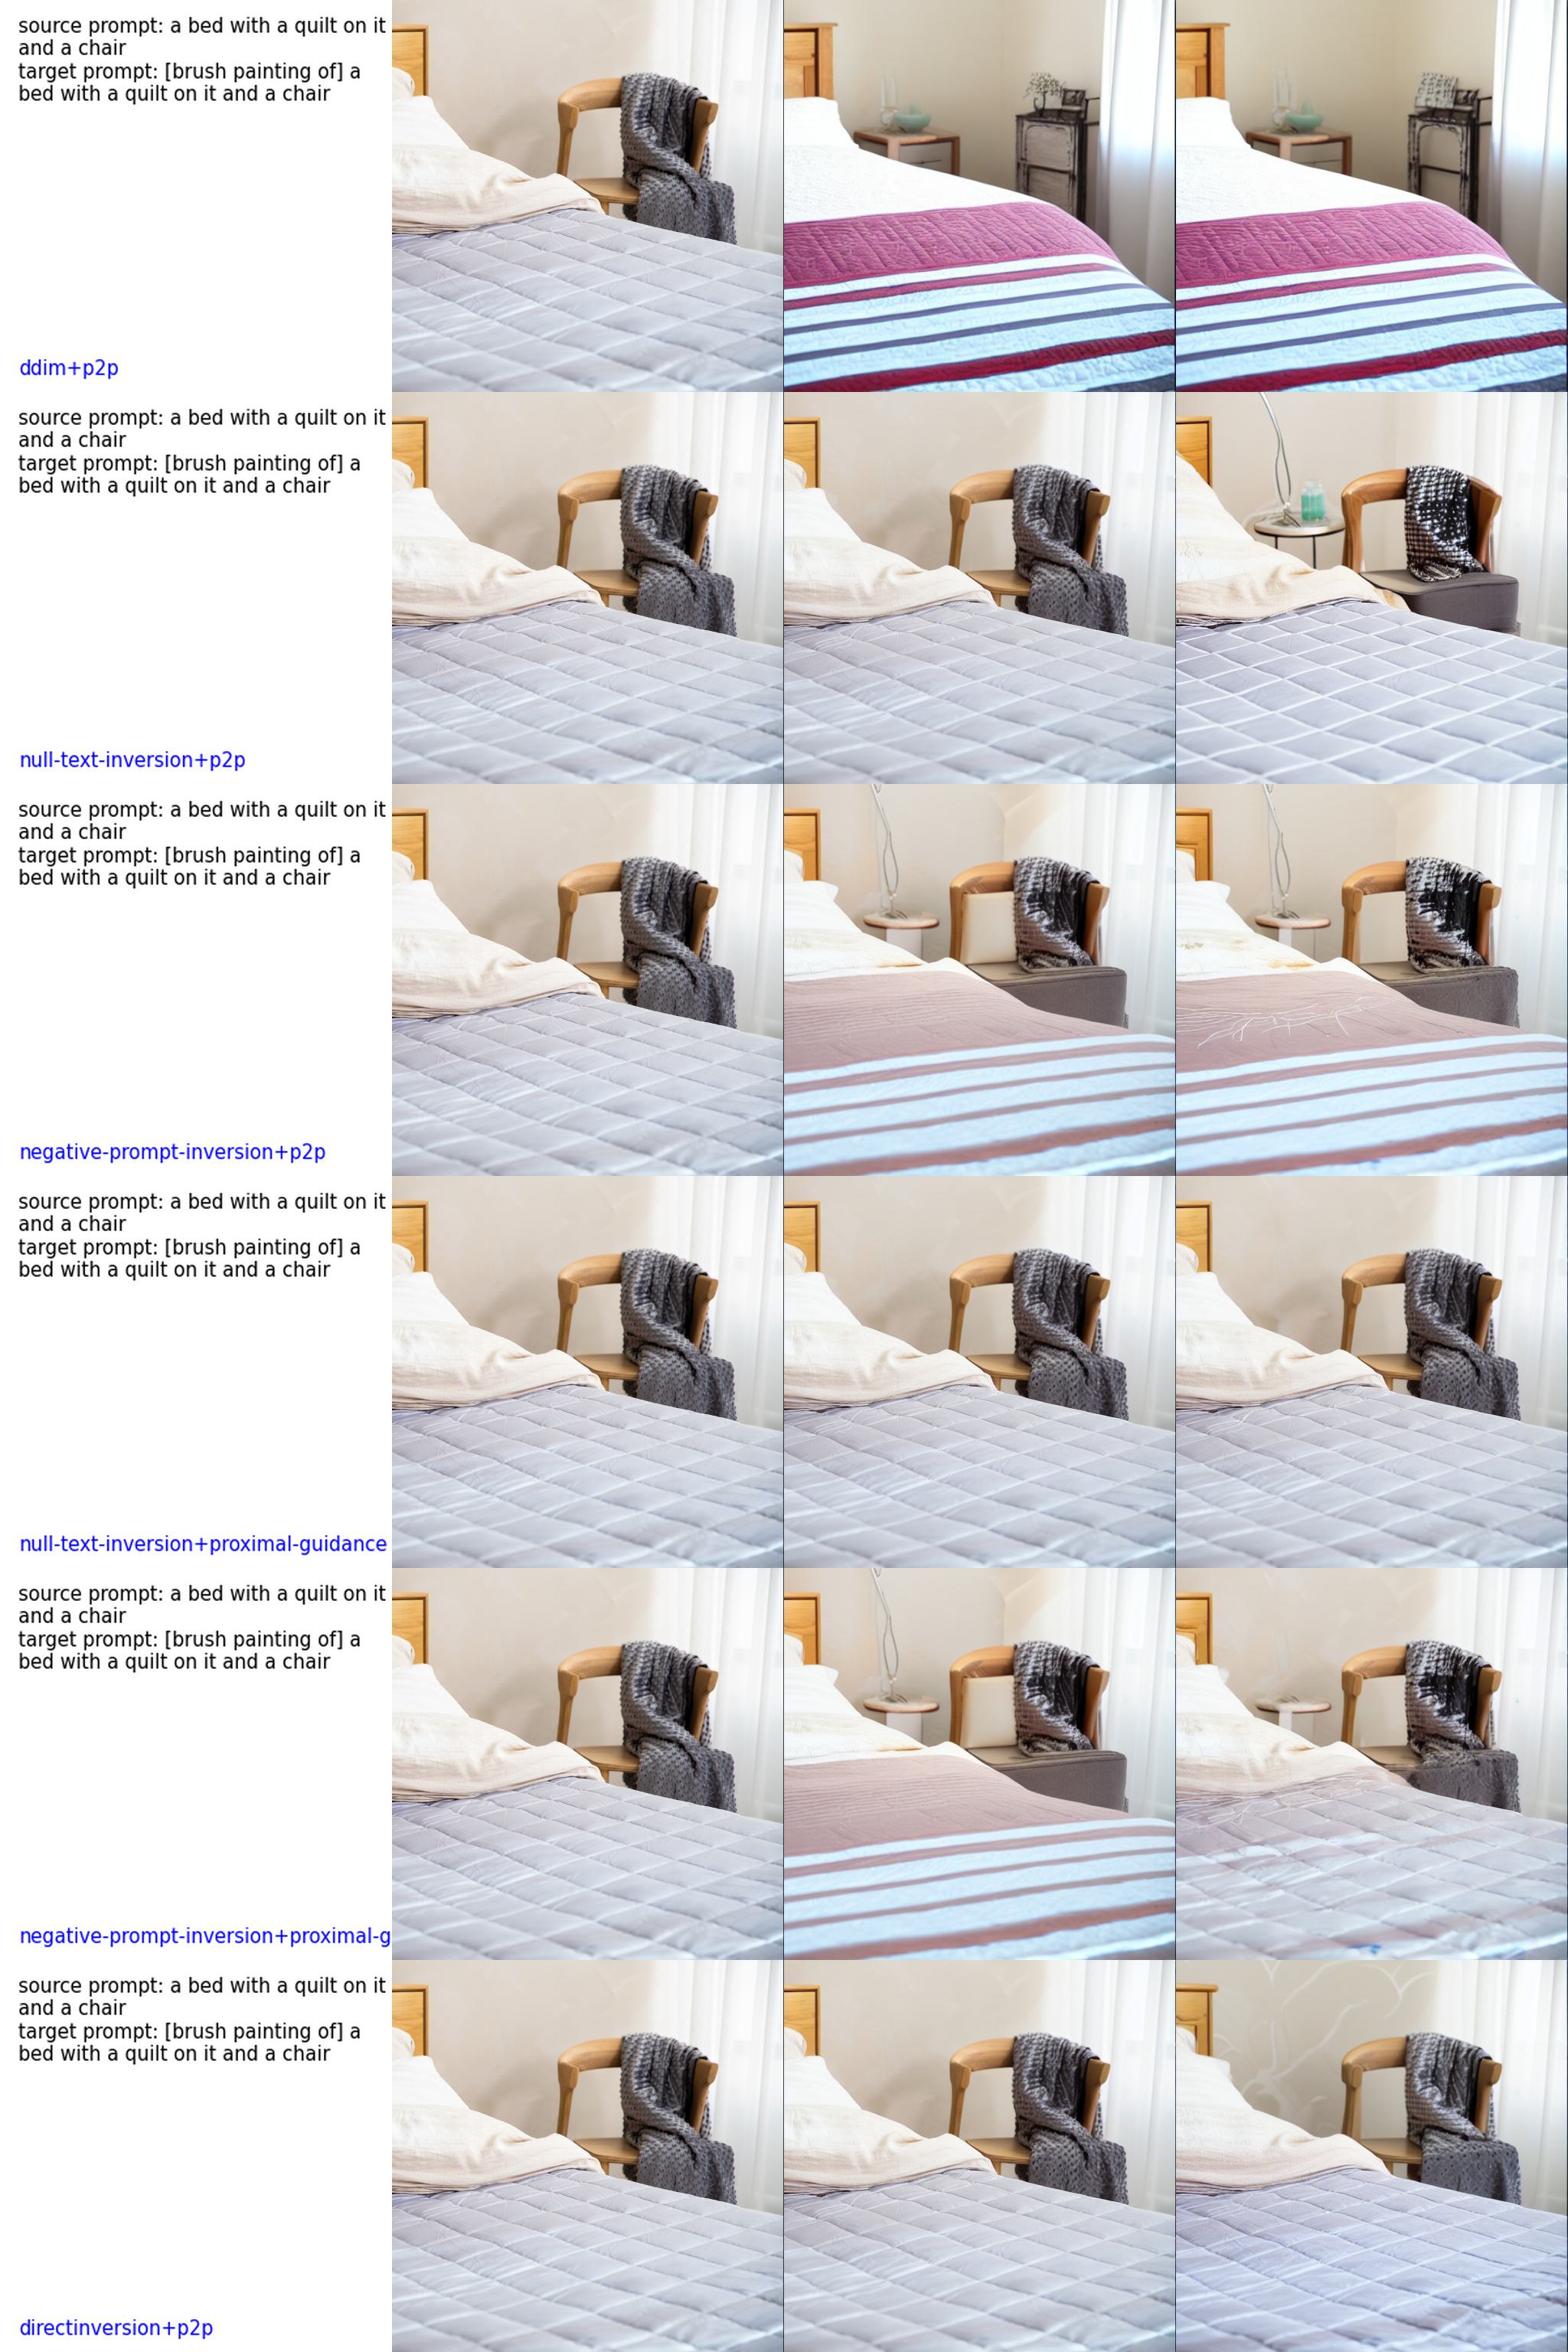 source prompt: a bed with a quilt on it
and a chair
target prompt: [brush painting of] a
bed with a quilt on it and a chair
ddim+p2p
source prompt: a bed with a quilt on it
and a chair
target prompt: [brush painting of] a
bed with a quilt on it and a chair
null-text-inversion+p2p
source prompt: a bed with a quilt on it
and a chair
target prompt: [brush painting of] a
bed with a quilt on it and a chair
negative-prompt-inversion+p2p
source prompt: a bed with a quilt on it
and a chair
target prompt: [brush painting of] a
bed with a quilt on it and a chair
null-text-inversion+proximal-guidance
source prompt: a bed with a quilt on it
and a chair
target prompt: [brush painting of] a
bed with a quilt on it and a chair
negative-prompt-inversion+proximal-g
source prompt: a bed with a quilt on it
and a chair
target prompt: [brush painting of] a
bed with a quilt on it and a chair
directinversion+p2p